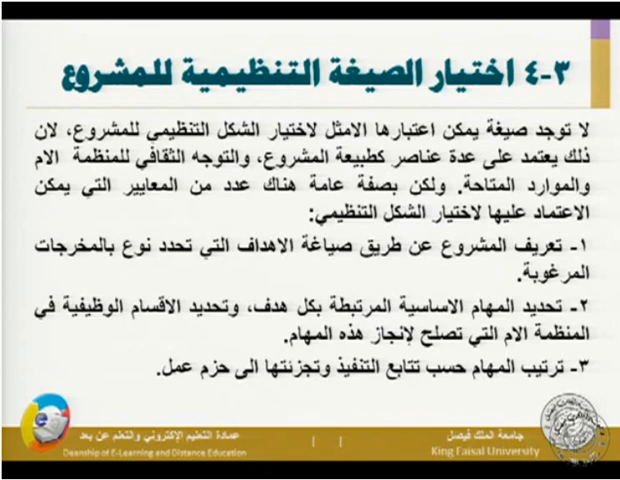 ٣-٤ اختيار الصيغة التنظيمية للمشروع
لا توجد صيغة يمكن اعتبارها الامثل لاختيار الشكل التنظيمي للمشروع، لان
ذلك يعتمد على عدة عناصر كطبيعة المشروع، والتوجه الثقافي للمنظمة الام
والموارد المتاحة. ولكن بصفة عامة هناك عدد من المعايير التي يمكن
الاعتماد عليها لاختيار الشكل التنظيمي:
١- تعريف المشروع عن طريق صياغة الاهداف التي تحدد نوع بالمخرجات
المرغوبة.
٢- تحديد المهام الاساسية المرتبطة بكل هدف، وتحديد الاقسام الوظيفية في
المنظمة الام التي تصلح لإنجاز هذه المهام.
٣- ترتيب المهام حسب تتابع التنفيذ وتجزئتها الى حزم عمل.
جامعة الملك فيصل
King Faisal University
عمادة التعليم الإلكتروني والتعلم عن بعد
Deanship of E-Learning and Distance Education